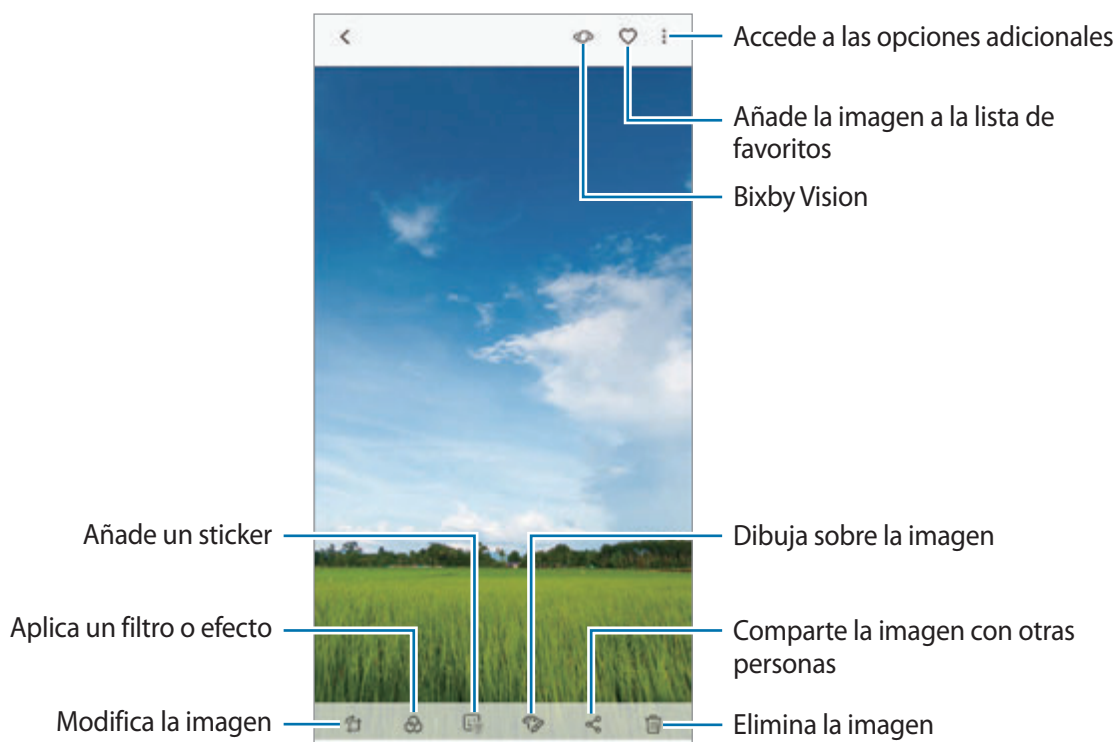 Accede a las opciones adicionales
Añade la imagen a la lista de
favoritos
Bixby Vision
Añade un sticker
Dibuja sobre la imagen
Aplica un filtro o efecto
Comparte la imagen con otras
personas
Modifica la imagen
Elimina la imagen